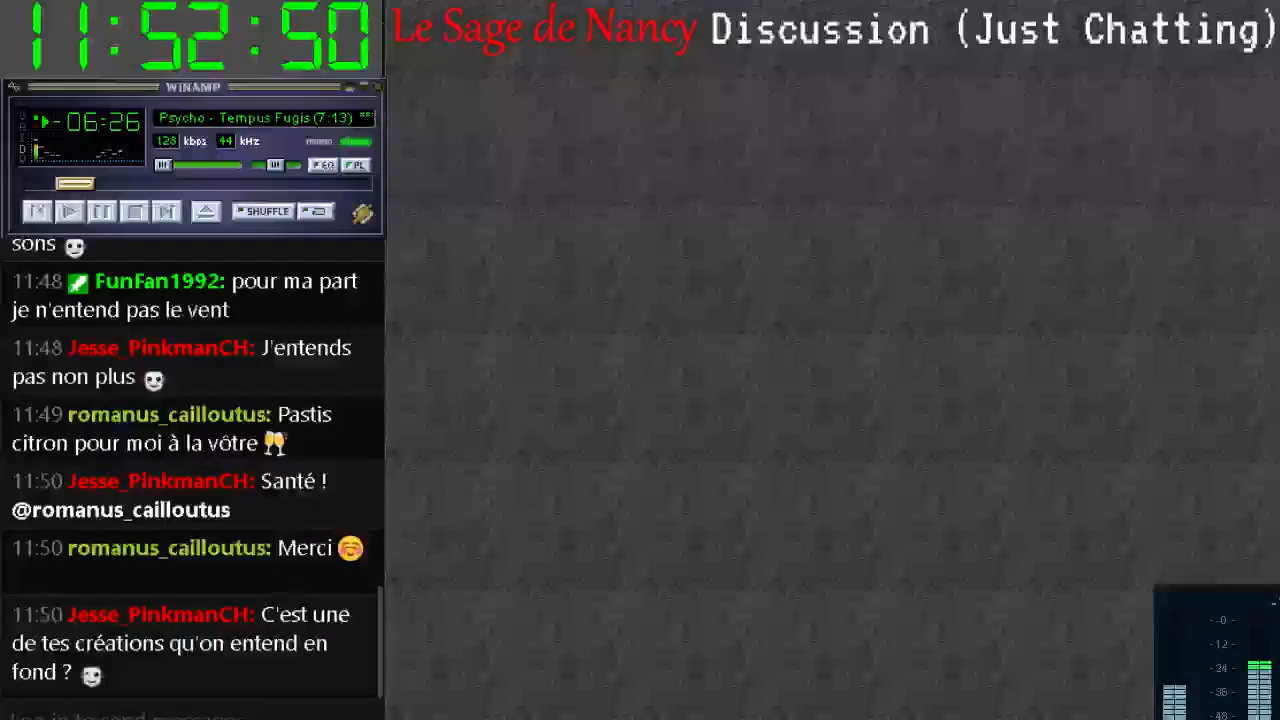 11:52:50
Le Sage de Nancy Discussion (Just Chatting)
WINAMP
-06:26
Psycho - Tempus Fugis (7:13) ***
128 kbps 44 kHz
EQ PL
SHUFFLE
sons
11:48 FunFan1992: pour ma part
je n'entend pas le vent
11:48 Jesse_PinkmanCH: J'entends
pas non plus
11:49 romanus_cailloutus: Pastis
citron pour moi à la vôtre
11:50 Jesse_PinkmanCH: Santé !
@romanus_cailloutus
11:50 romanus_cailloutus: Merci
11:50 Jesse_PinkmanCH: C'est une
de tes créations qu'on entend en
fond ?
-0-
-12-
-24-
-36-
-48-